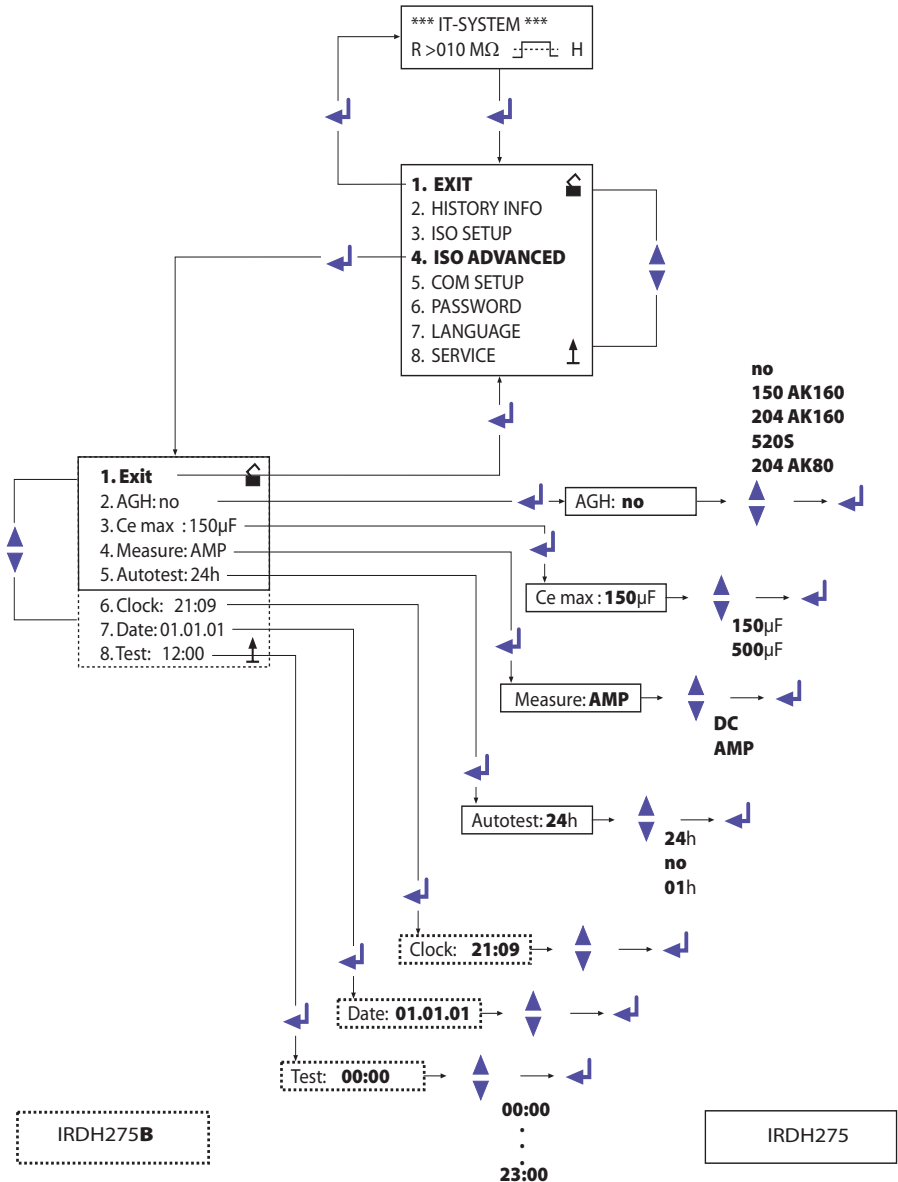 *** IT-SYSTEM ***
R >010 MΩ H
1. EXIT
2. HISTORY INFO
3. ISO SETUP
4. ISO ADVANCED
5. COM SETUP
6. PASSWORD
7. LANGUAGE
8. SERVICE
no
150 AK160
204 AK160
520S
204 AK80
1. Exit
2. AGH: no
3. Ce max : 150µF
4. Measure: AMP
5. Autotest: 24h
6. Clock: 21:09
7. Date: 01.01.01
8. Test: 12:00
AGH: no
Ce max : 150µF
150µF
500µF
Measure: AMP
DC
AMP
Autotest: 24h
24h
no
01h
Clock: 21:09
Date: 01.01.01
Test: 00:00
00:00
.
.
.
23:00
IRDH275B
IRDH275